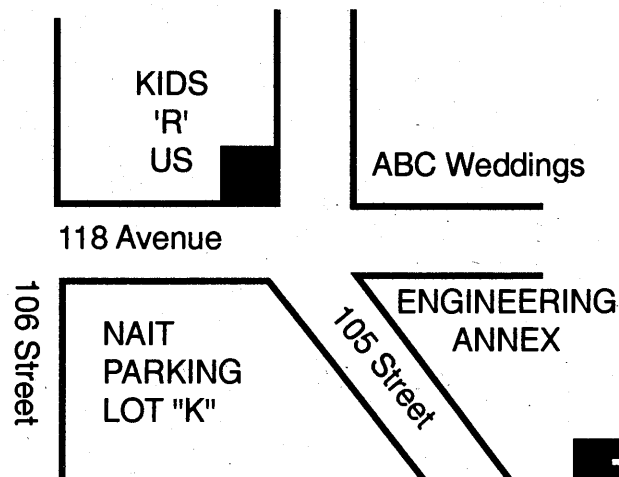 KIDS
'R'
US
ABC Weddings
118 Avenue
106 Street
NAIT
PARKING
LOT "K"
105 Street
ENGINEERING
ANNEX